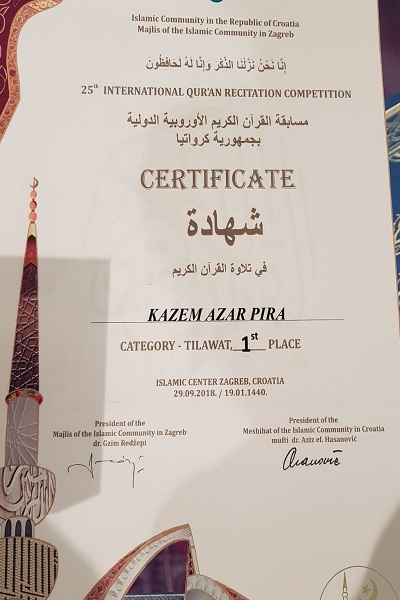 Islamic Community in the Republic of Croatia
Majlis of the Islamic Community in Zagreb
إِنَّا نَحْنُ نَزَّلْنَا الذِّكْرَ وَإِنَّا لَهُ لَحَافِظُونَ
25th INTERNATIONAL QUR'AN RECITATION COMPETITION
مسابقة القرآن الكريم الأوروبية الدولية
بجمهورية كرواتيا
CERTIFICATE
شهادة
في تلاوة القرآن الكريم
KAZEM AZAR PIRA
CATEGORY - TILAWAT, 1st PLACE
ISLAMIC CENTER ZAGREB, CROATIA
29.09.2018. / 19.01.1440.
President of the
Majlis of the Islamic Community in Zagreb
dr. Gzim Redžepi
President of the
Meshihat of the Islamic Community in Croatia
mufti dr. Aziz ef. Hasanović